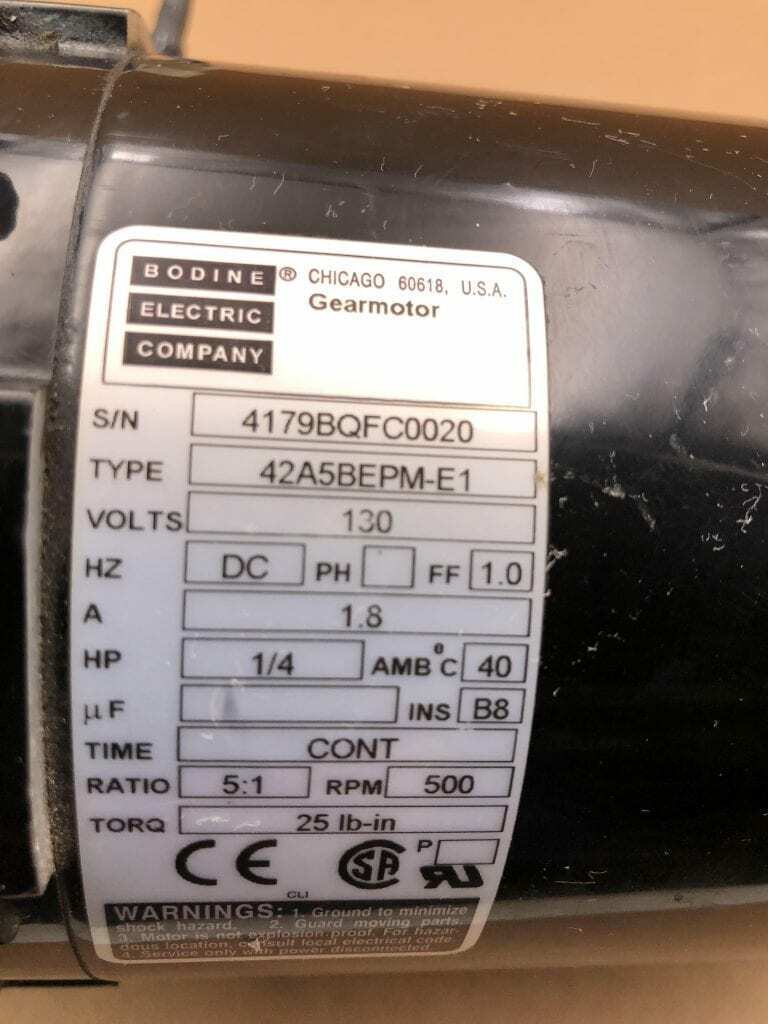 BODINE ® CHICAGO 60618, U.S.A.
ELECTRIC Gearmotor
COMPANY
S/N 4179BQFC0020
TYPE 42A5BEPM-E1
VOLTS 130
HZ DC PH FF 1.0
A 1.8
HP 1/4 AMB°C 40
µF INS B8
TIME CONT
RATIO 5:1 RPM 500
TORQ 25 lb-in
CE CLI SA P RU
WARNINGS: 1. Ground to minimize
shock hazard. 2. Guard moving parts.
3. Motor is not explosion proof. For hazar-
dous location, consult local electrical code
4. Service only with power disconnected.